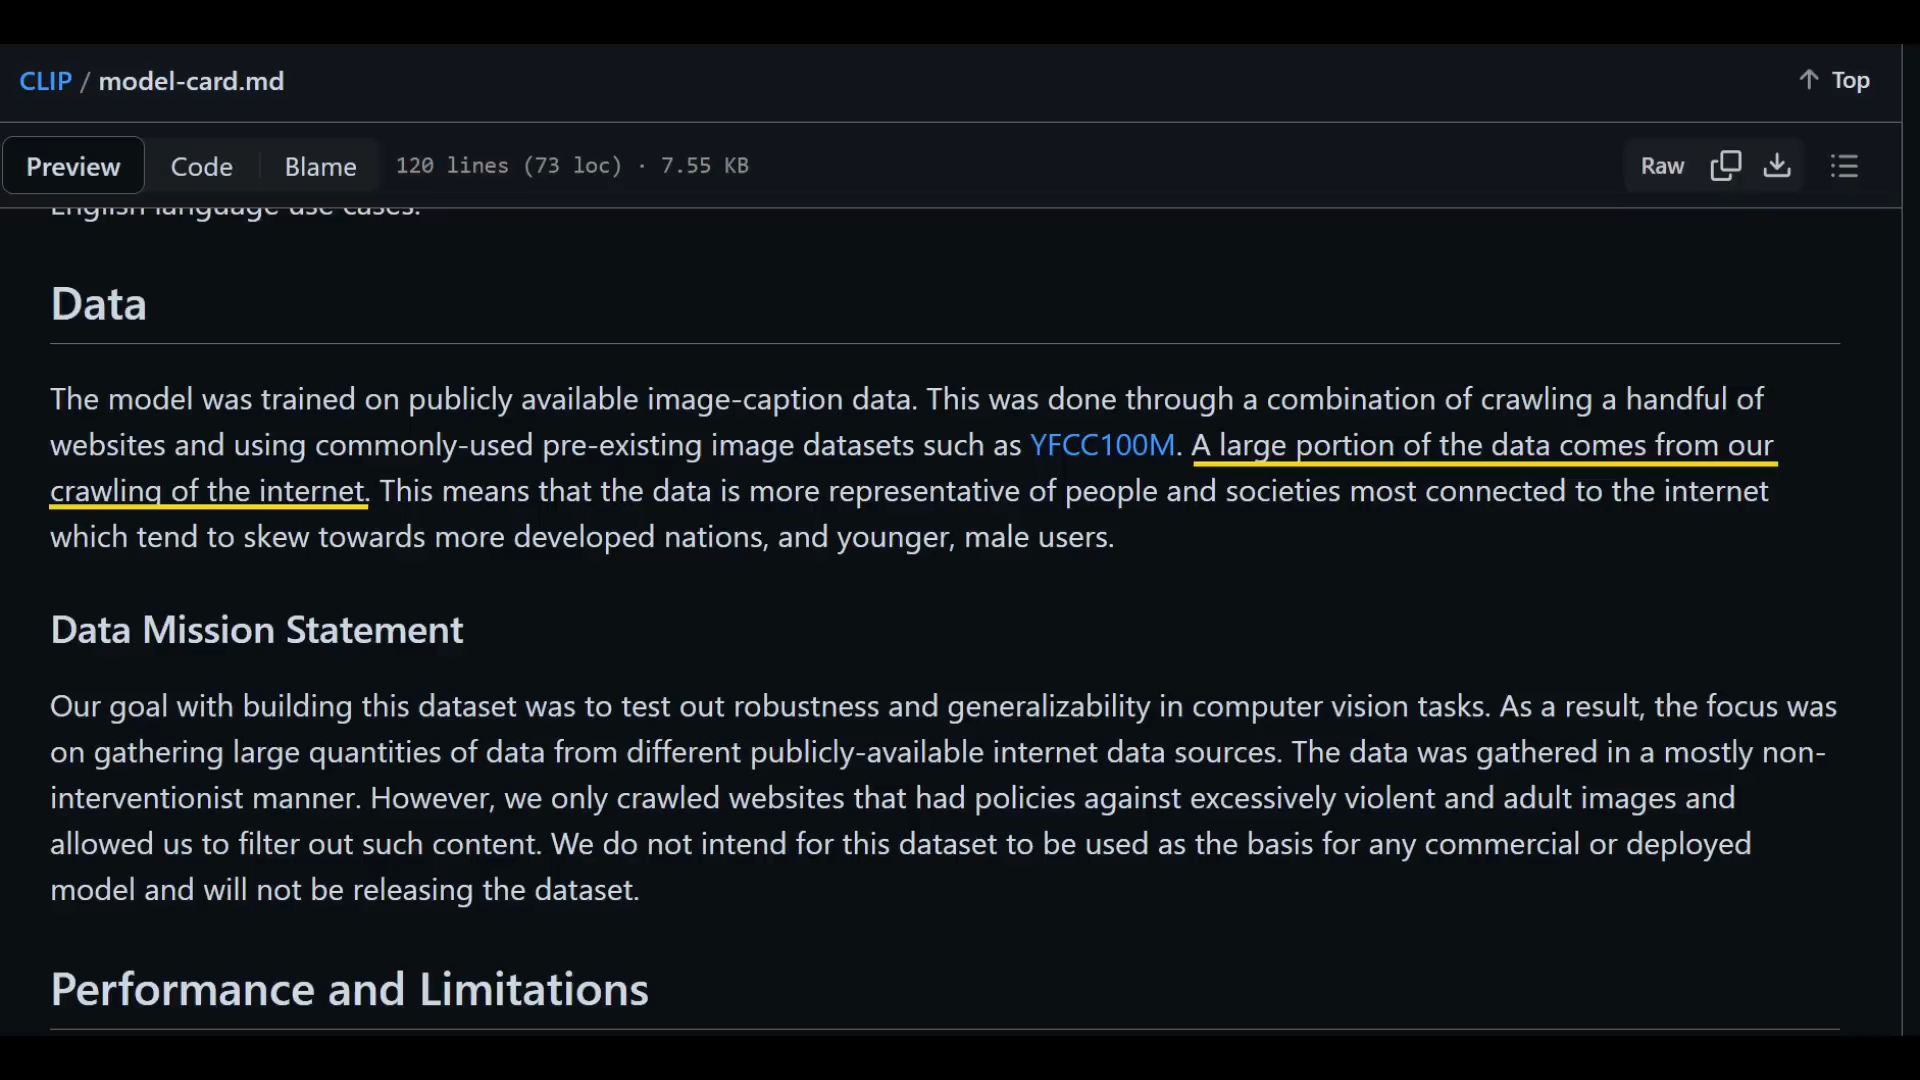 CLIP / model-card.md
Top
Preview
Code
Blame
120 lines (73 loc) · 7.55 KB
Raw
English language use cases.
Data
The model was trained on publicly available image-caption data. This was done through a combination of crawling a handful of
websites and using commonly-used pre-existing image datasets such as YFCC100M. A large portion of the data comes from our
crawling of the internet. This means that the data is more representative of people and societies most connected to the internet
which tend to skew towards more developed nations, and younger, male users.
Data Mission Statement
Our goal with building this dataset was to test out robustness and generalizability in computer vision tasks. As a result, the focus was
on gathering large quantities of data from different publicly-available internet data sources. The data was gathered in a mostly non-
interventionist manner. However, we only crawled websites that had policies against excessively violent and adult images and
allowed us to filter out such content. We do not intend for this dataset to be used as the basis for any commercial or deployed
model and will not be releasing the dataset.
Performance and Limitations